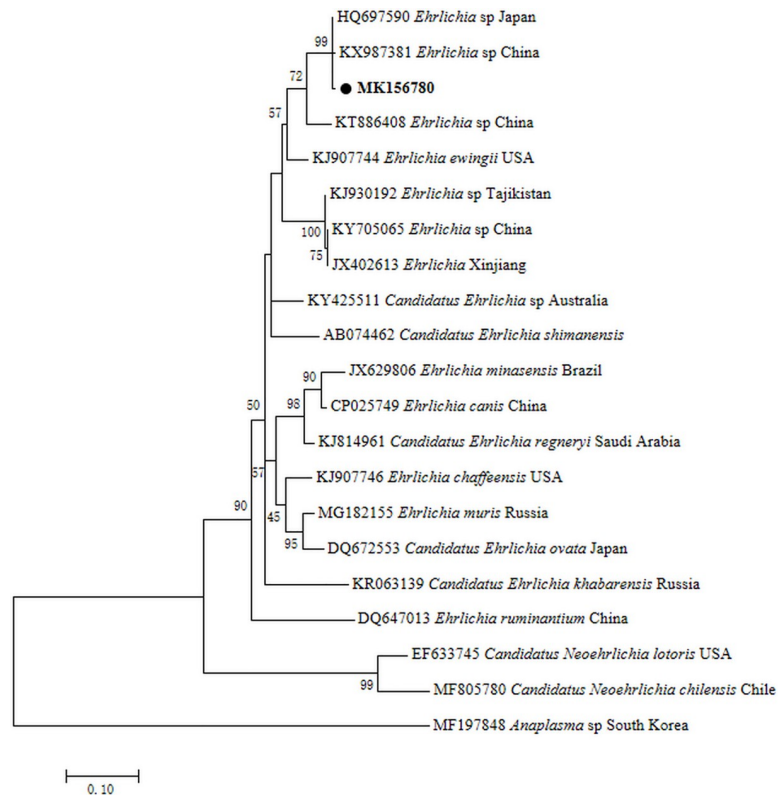 HQ697590 Ehrlichia sp Japan
99
KX987381 Ehrlichia sp China
72
MK156780
57
KT886408 Ehrlichia sp China
KJ907744 Ehrlichia ewingii USA
KJ930192 Ehrlichia sp Tajikistan
100
KY705065 Ehrlichia sp China
75
JX402613 Ehrlichia Xinjiang
KY425511 Candidatus Ehrlichia sp Australia
AB074462 Candidatus Ehrlichia shimanensis
JX629806 Ehrlichia minasensis Brazil
90
98
CP025749 Ehrlichia canis China
50
KJ814961 Candidatus Ehrlichia regneryi Saudi Arabia
57
KJ907746 Ehrlichia chaffeensis USA
90
45
MG182155 Ehrlichia muris Russia
95
DQ672553 Candidatus Ehrlichia ovata Japan
KR063139 Candidatus Ehrlichia khabarensis Russia
DQ647013 Ehrlichia ruminantium China
EF633745 Candidatus Neoehrlichia lotoris USA
99
MF805780 Candidatus Neoehrlichia chilensis Chile
MF197848 Anaplasma sp South Korea
0.10